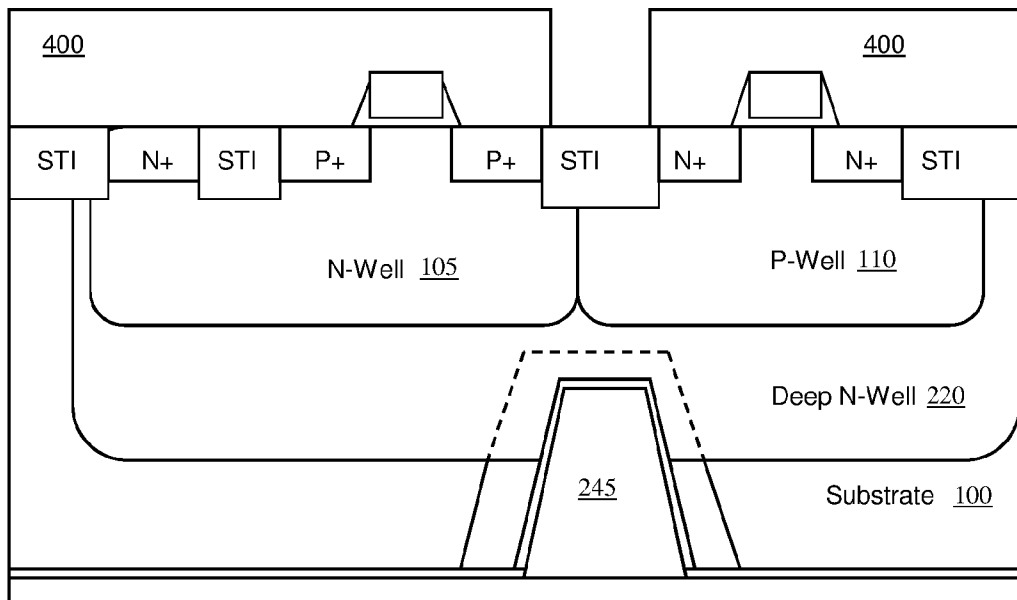 400
400
STI
N+
STI
P+
P+
STI
N+
N+
STI
N-Well 105
P-Well 110
Deep N-Well 220
245
Substrate 100